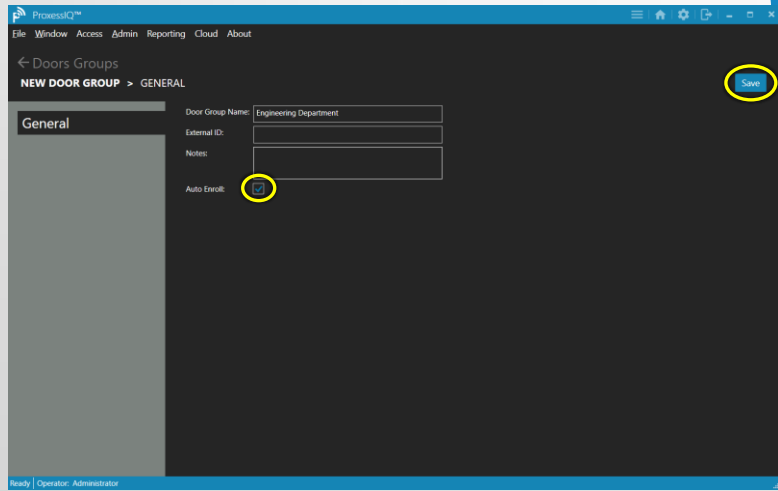 ProxessIQ™
File Window Access Admin Reporting Cloud About
Doors Groups
NEW DOOR GROUP > GENERAL
Save
General
Door Group Name: Engineering Department
External ID:
Notes:
Auto Enroll:
Ready Operator: Administrator